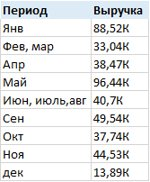 Период Выручка
Янв 88,52К
Фев, мар 33,04К
Апр 38,47К
Май 96,44К
Июн, июль,авг 40,7К
Сен 49,54К
Окт 37,74К
Ноя 44,53К
дек 13,89К